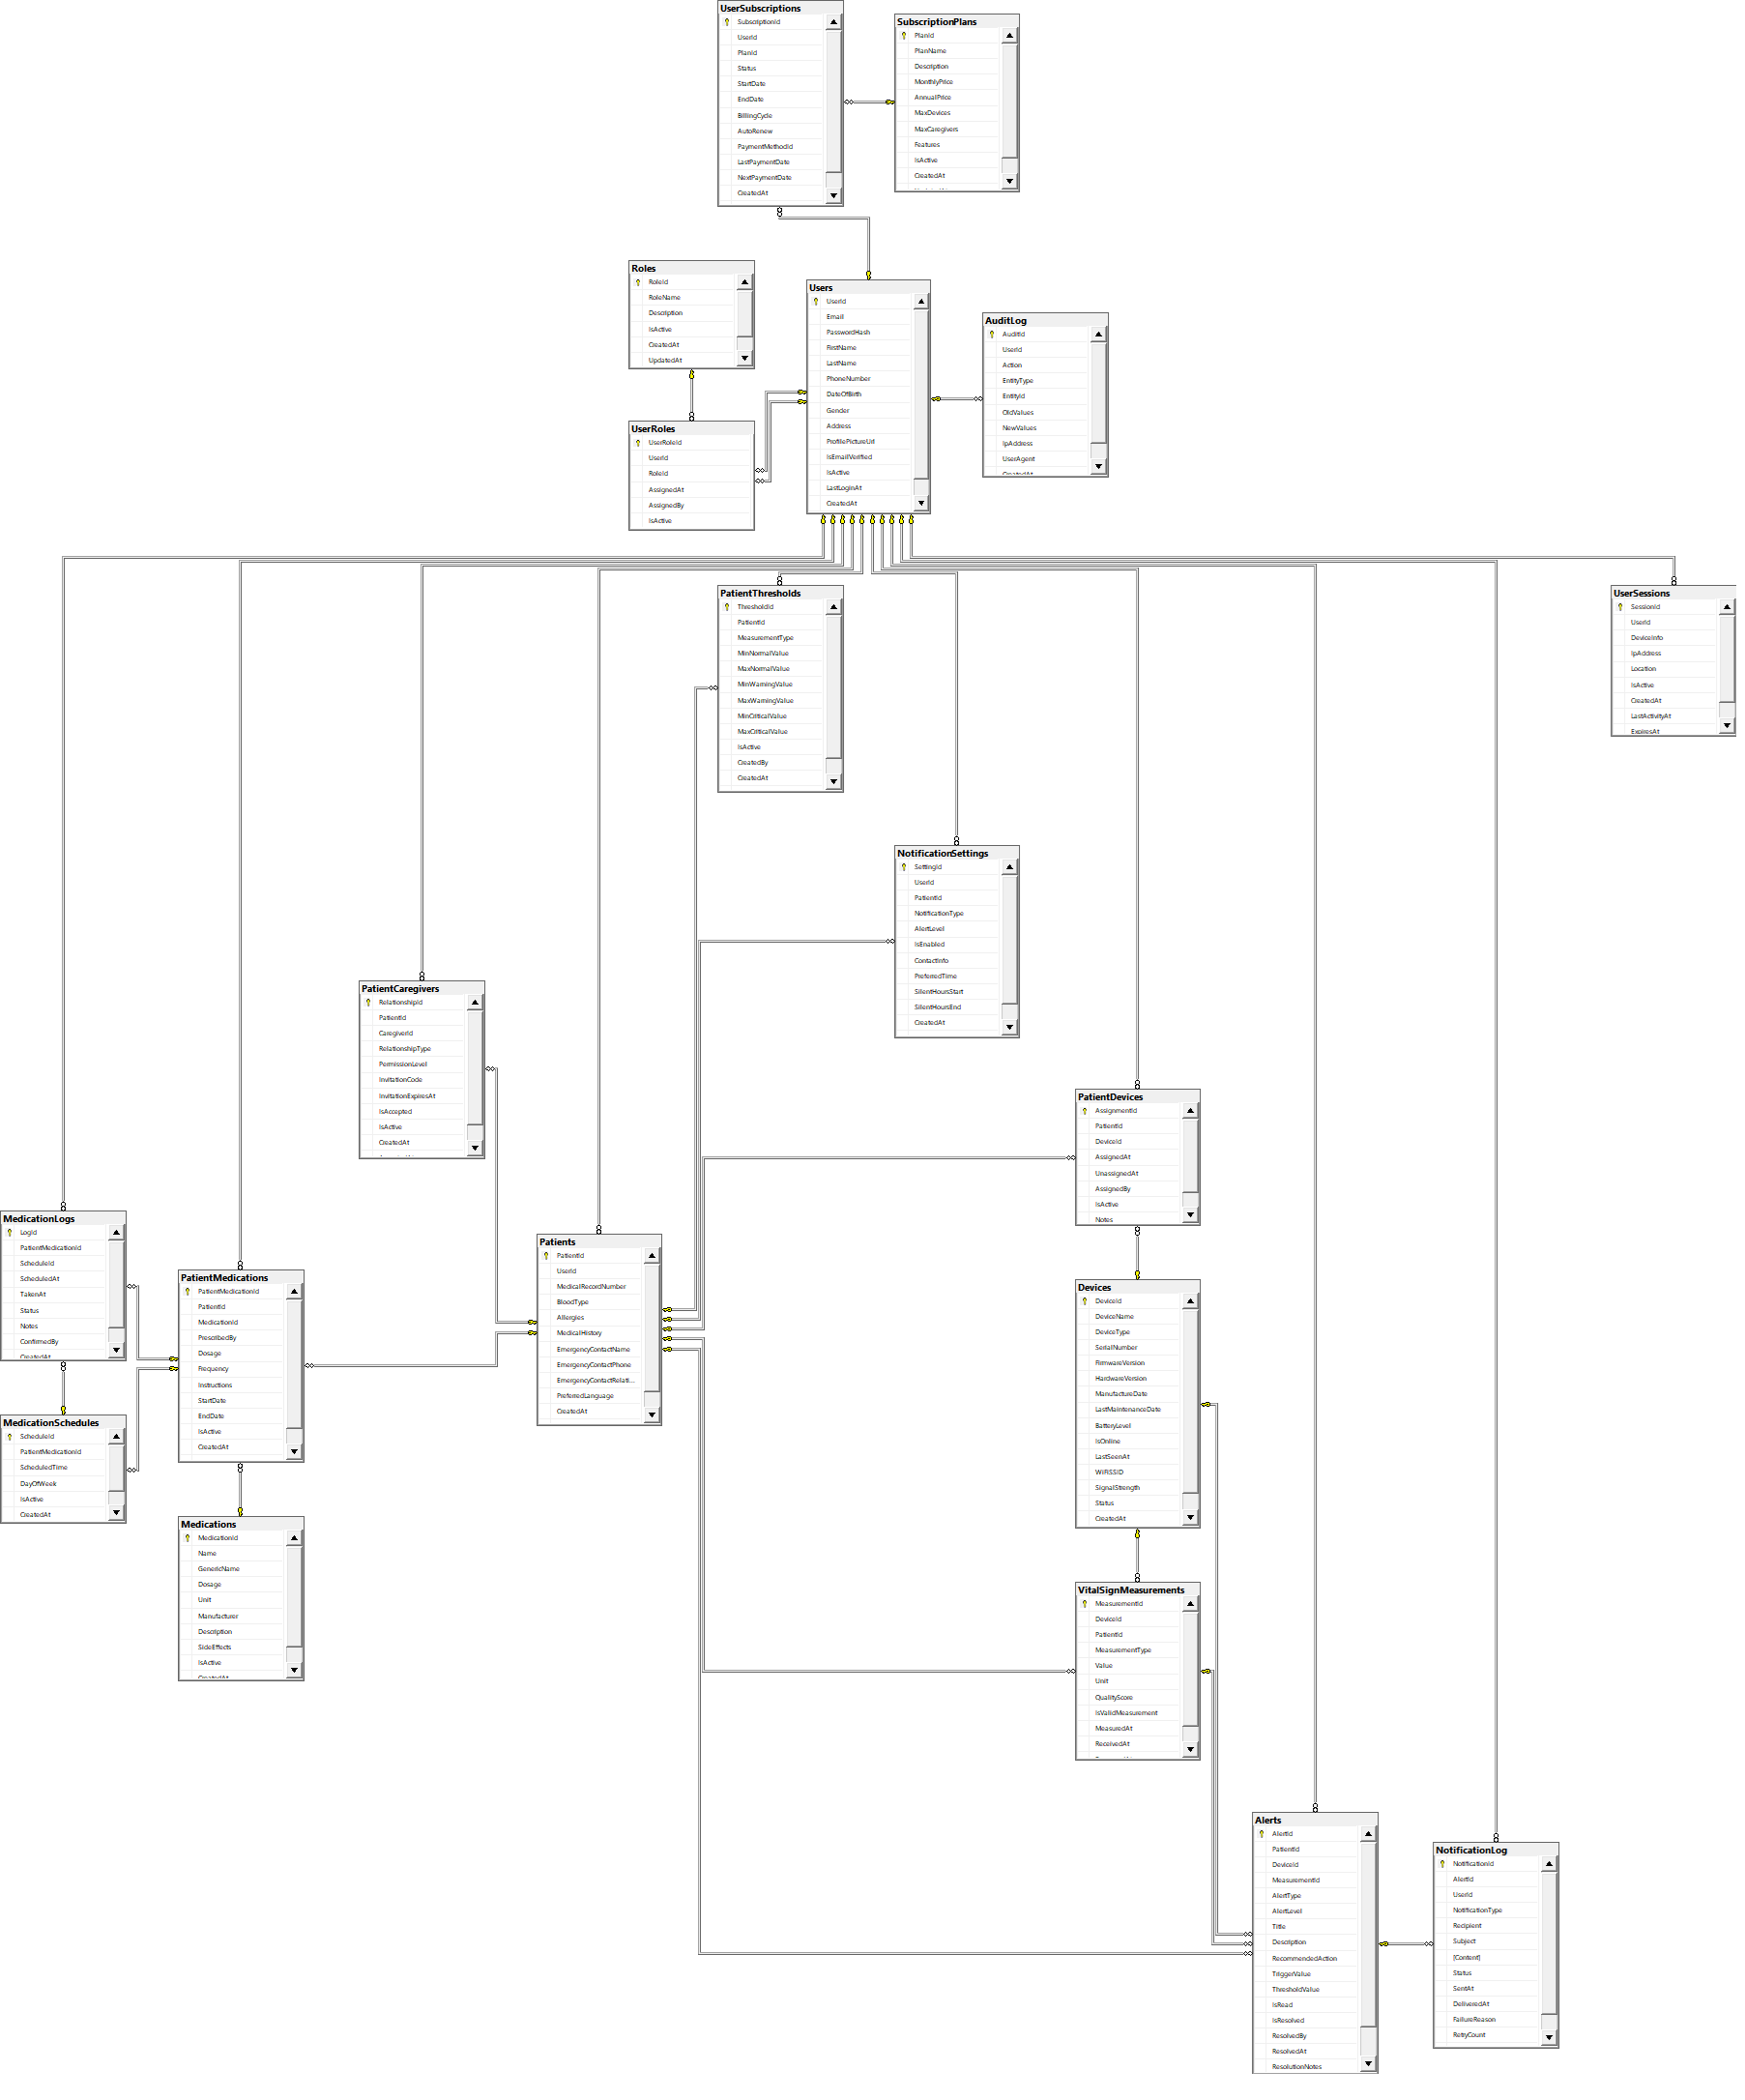 UserSubscriptions
SubscriptionId
UserId
PlanId
Status
StartDate
EndDate
BillingCycle
AutoRenew
PaymentMethodId
LastPaymentDate
NextPaymentDate
CreatedAt
SubscriptionPlans
PlanId
PlanName
Description
MonthlyPrice
AnnualPrice
MaxDevices
MaxCaregivers
Features
IsActive
CreatedAt
Roles
RoleId
RoleName
Description
IsActive
CreatedAt
UpdatedAt
Users
UserId
Email
PasswordHash
FirstName
LastName
PhoneNumber
DateOfBirth
Gender
Address
ProfilePictureUrl
IsEmailVerified
IsActive
LastLoginAt
CreatedAt
AuditLog
AuditId
UserId
Action
EntityType
EntityId
OldValues
NewValues
IpAddress
UserAgent
CreatedAt
UserRoles
UserRoleId
UserId
RoleId
AssignedAt
AssignedBy
IsActive
PatientThresholds
ThresholdId
PatientId
MeasurementType
MinNormalValue
MaxNormalValue
MinWarningValue
MaxWarningValue
MinCriticalValue
MaxCriticalValue
IsActive
CreatedBy
CreatedAt
UserSessions
SessionId
UserId
DeviceInfo
IpAddress
Location
IsActive
CreatedAt
LastActivityAt
ExpiresAt
NotificationSettings
SettingId
UserId
PatientId
NotificationType
AlertLevel
IsEnabled
ContactInfo
PreferredTime
SilentHoursStart
SilentHoursEnd
CreatedAt
PatientCaregivers
RelationshipId
PatientId
CaregiverId
RelationshipType
PermissionLevel
InvitationCode
InvitationExpiresAt
IsAccepted
IsActive
CreatedAt
PatientDevices
AssignmentId
PatientId
DeviceId
AssignedAt
UnassignedAt
AssignedBy
IsActive
Notes
MedicationLogs
LogId
PatientMedicationId
ScheduleId
ScheduledAt
TakenAt
Status
Notes
ConfirmedBy
CreatedAt
PatientMedications
PatientMedicationId
PatientId
MedicationId
PrescribedBy
Dosage
Frequency
Instructions
StartDate
EndDate
IsActive
CreatedAt
Patients
PatientId
UserId
MedicalRecordNumber
BloodType
Allergies
MedicalHistory
EmergencyContactName
EmergencyContactPhone
EmergencyContactRelati...
PreferredLanguage
CreatedAt
Devices
DeviceId
DeviceName
DeviceType
SerialNumber
FirmwareVersion
HardwareVersion
ManufactureDate
LastMaintenanceDate
BatteryLevel
IsOnline
LastSeenAt
WiFiSSID
SignalStrength
Status
CreatedAt
MedicationSchedules
ScheduleId
PatientMedicationId
ScheduledTime
DayOfWeek
IsActive
CreatedAt
Medications
MedicationId
Name
GenericName
Dosage
Unit
Manufacturer
Description
SideEffects
IsActive
CreatedAt
VitalSignMeasurements
MeasurementId
DeviceId
PatientId
MeasurementType
Value
Unit
QualityScore
IsValidMeasurement
MeasuredAt
ReceivedAt
Alerts
AlertId
PatientId
DeviceId
MeasurementId
AlertType
AlertLevel
Title
Description
RecommendedAction
TriggerValue
ThresholdValue
IsRead
IsResolved
ResolvedBy
ResolvedAt
ResolutionNotes
NotificationLog
NotificationId
AlertId
UserId
NotificationType
Recipient
Subject
[Content]
Status
SentAt
DeliveredAt
FailureReason
RetryCount